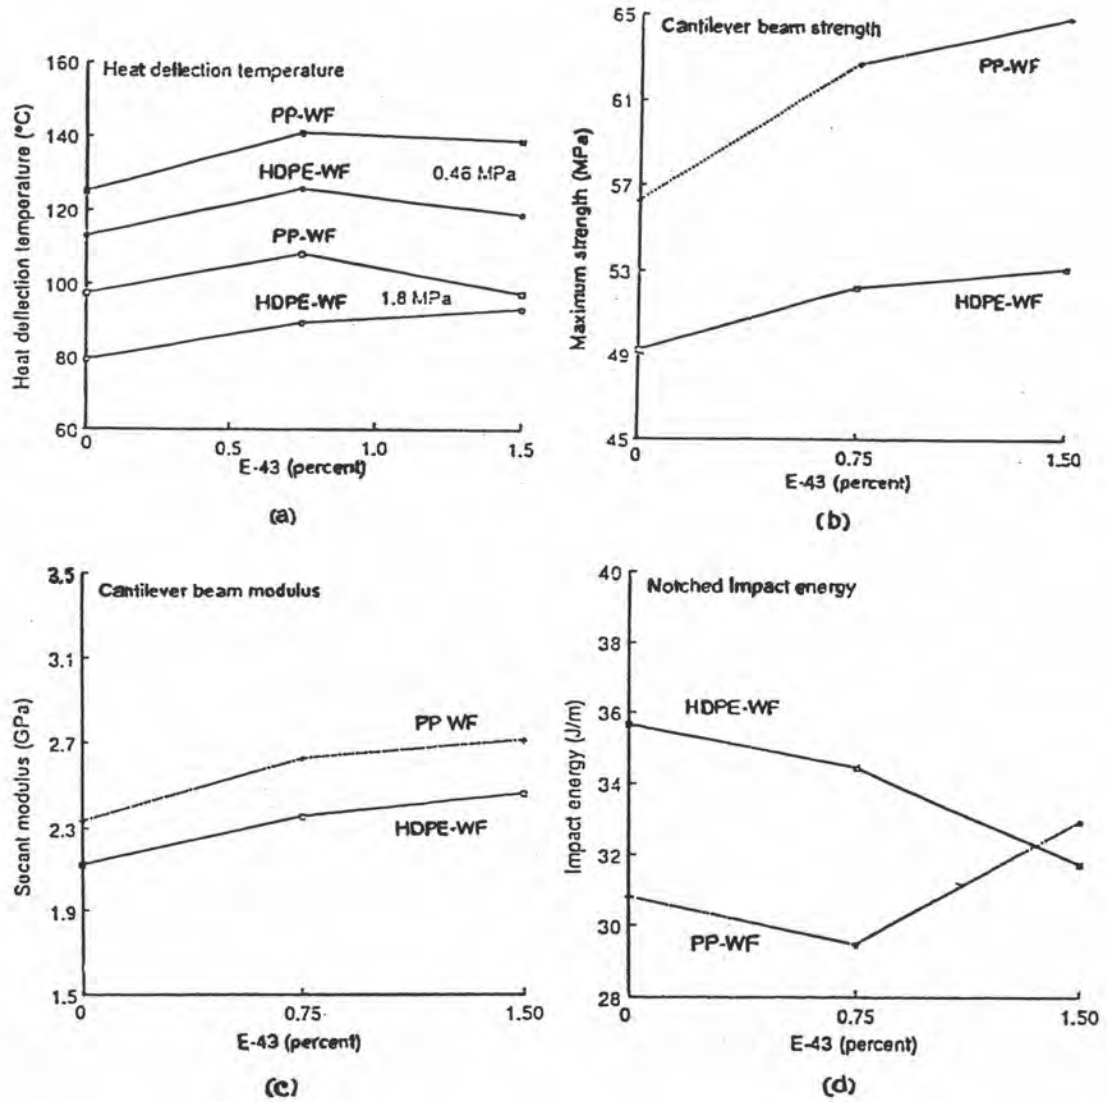 Heat deflection temperature
Heat deflection temperature (°C)
160
140
120
100
80
60
PP-WF
HDPE-WF
0.46 MPa
PP-WF
HDPE-WF
1.8 MPa
0 0.5 1.0 1.5
E-43 (percent)
(a)
Cantilever beam strength
Maximum strength (MPa)
65
61
57
53
49
45
PP-WF
HDPE-WF
0 0.75 1.50
E-43 (percent)
(b)
Cantilever beam modulus
Socant modulus (GPa)
3.5
3.1
2.7
2.3
1.9
1.5
PP WF
HDPE-WF
0 0.75 1.50
E-43 (percent)
(c)
Notched Impact energy
Impact energy (J/m)
40
38
36
34
32
30
28
HDPE-WF
PP-WF
0 0.75 1.50
E-43 (percent)
(d)